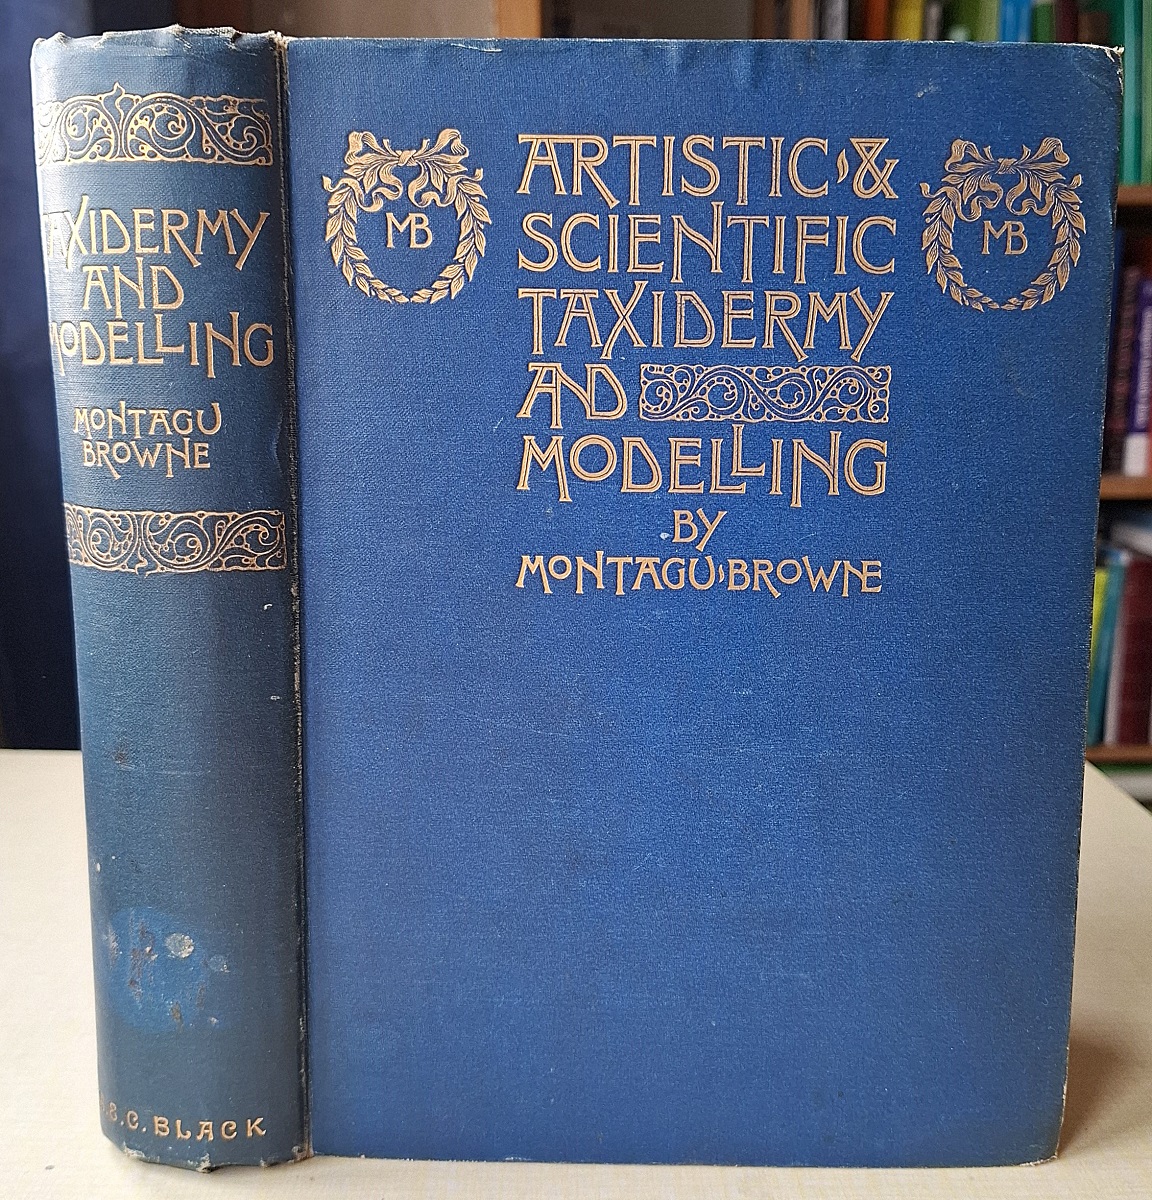 TAXIDERMY
AND
MODELLING
MONTAGU
BROWNE
& C. BLACK
MB
ARTISTIC &
SCIENTIFIC
TAXIDERMY
AND
MODELLING
BY
MONTAGU BROWNE
MB